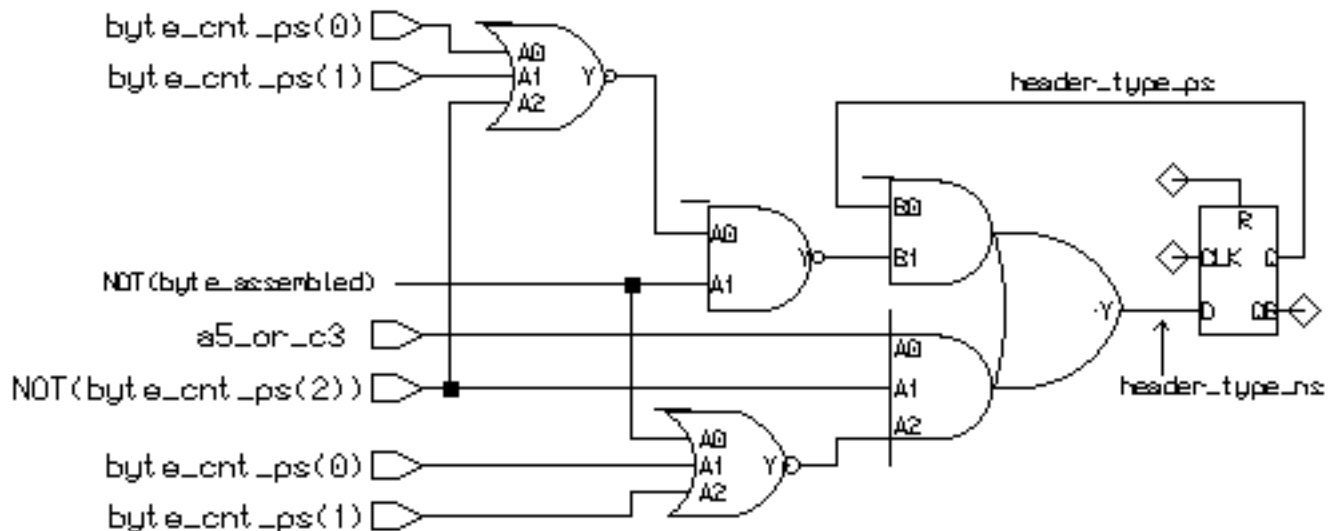 byte_cnt_ps(0)
byte_cnt_ps(1)
A0
A1
A2
Y
header_type_ps
B0
B1
A0
A1
Y
R
CLK
Q
D
QB
NOT(byte_assembled)
a5_or_c3
A0
A1
A2
Y
header_type_ns
NOT(byte_cnt_ps(2))
byte_cnt_ps(0)
byte_cnt_ps(1)
A0
A1
A2
Y